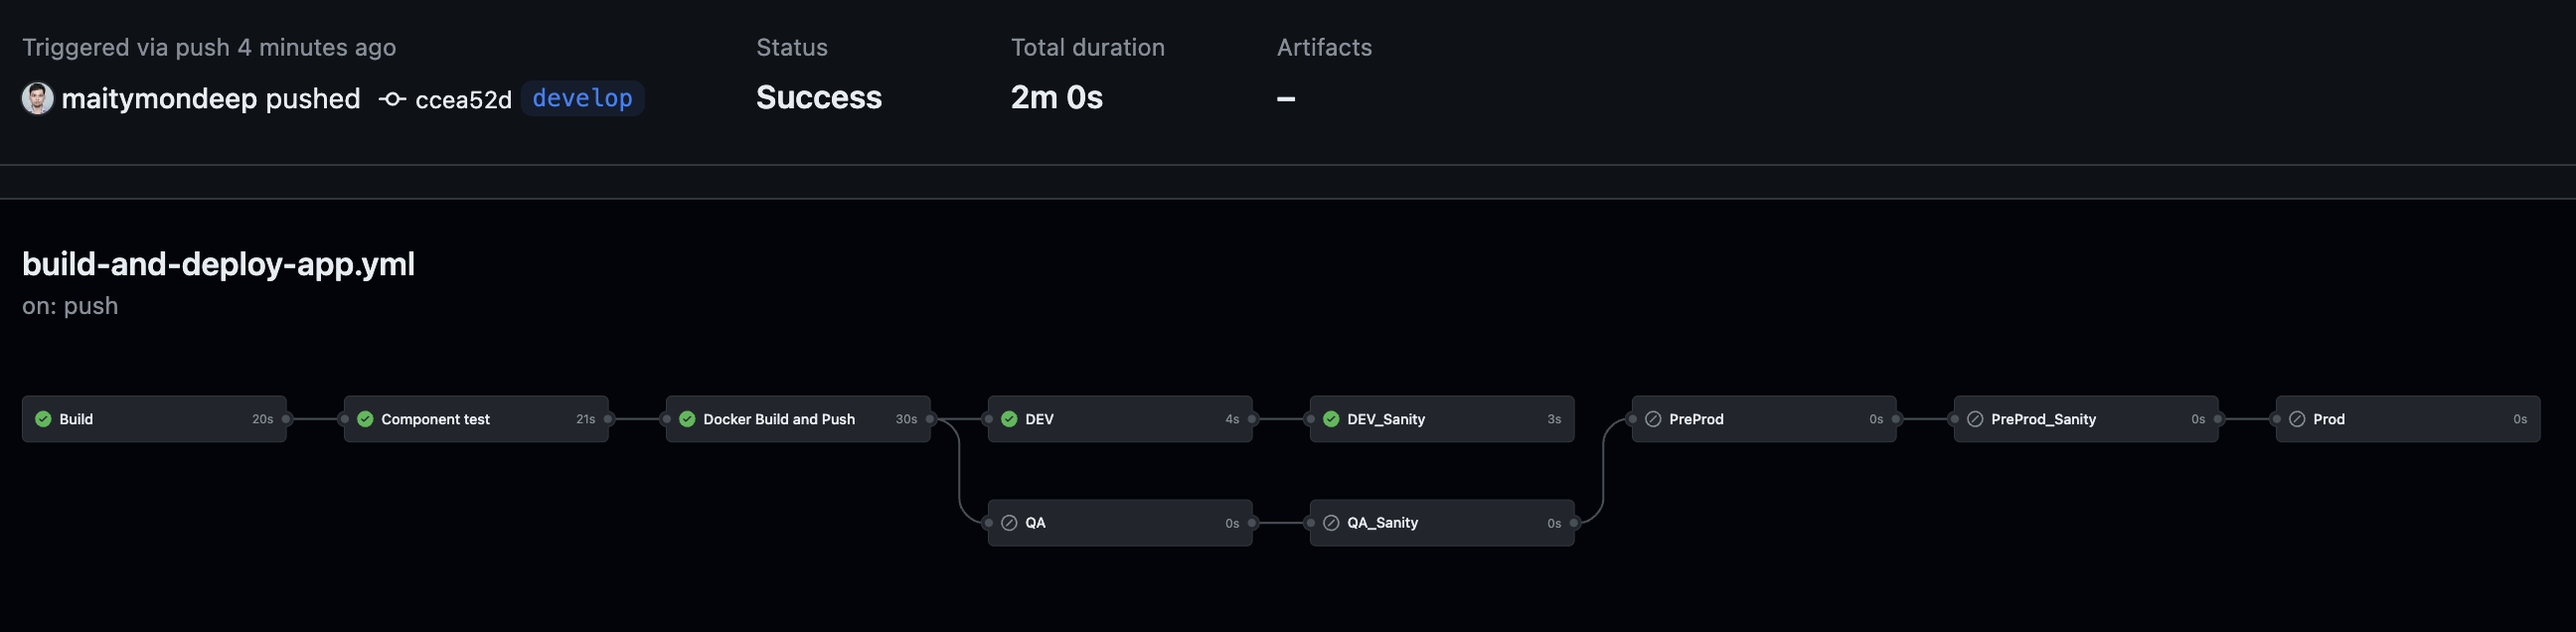 Triggered via push 4 minutes ago
maitymondeep pushed ccea52d develop
Status
Success
Total duration
2m 0s
Artifacts
–
build-and-deploy-app.yml
on: push
Build 20s
Component test 21s
Docker Build and Push 30s
DEV 4s
DEV_Sanity 3s
PreProd 0s
PreProd_Sanity 0s
Prod 0s
QA 0s
QA_Sanity 0s